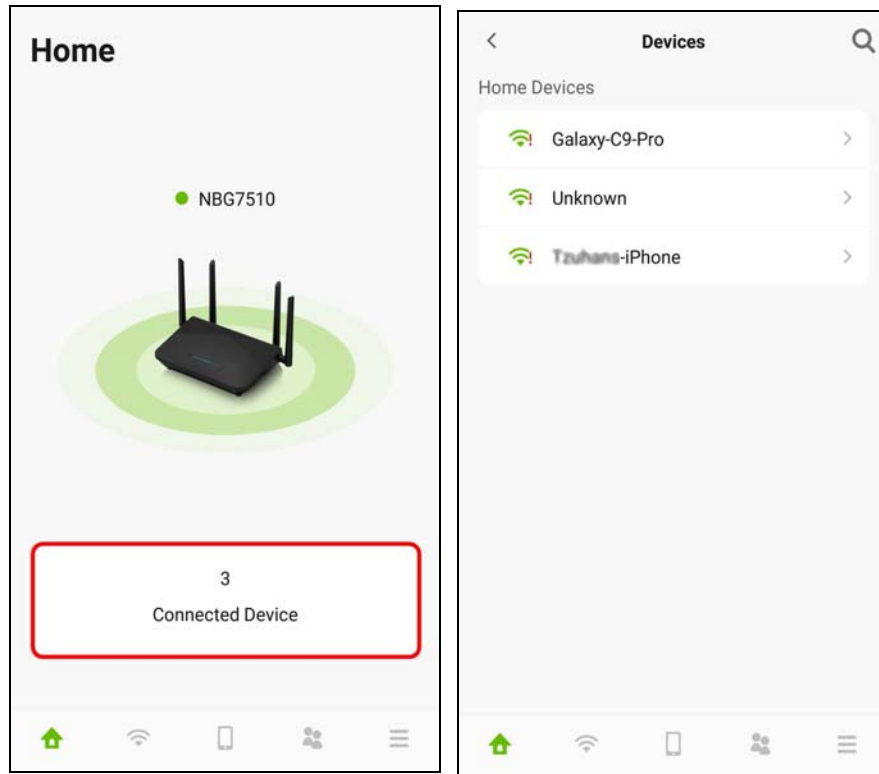 Home
NBG7510
3
Connected Device
Devices
Home Devices
Galaxy-C9-Pro
Unknown
-iPhone